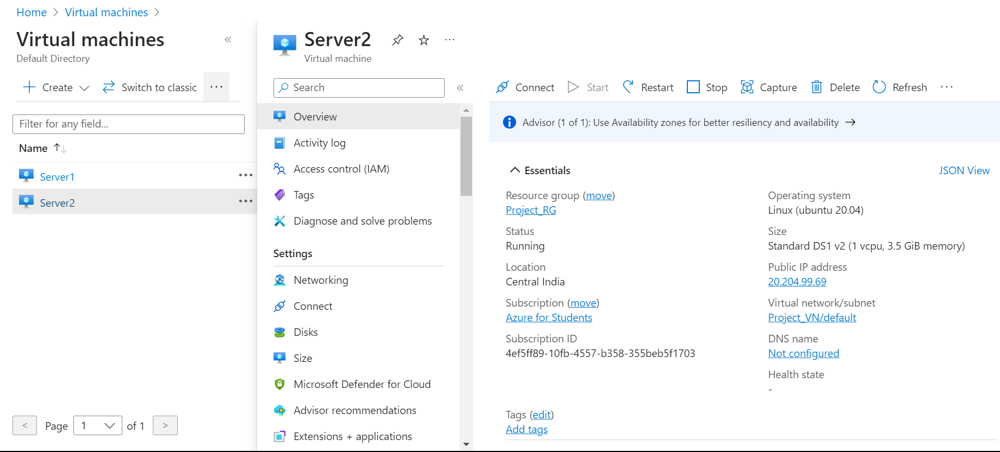 Home > Virtual machines >
Virtual machines
Default Directory
Create
Switch to classic
Filter for any field...
Name
Server1
Server2
< Page 1 of 1 >
Server2
Virtual machine
Search
Overview
Activity log
Access control (IAM)
Tags
Diagnose and solve problems
Settings
Networking
Connect
Disks
Size
Microsoft Defender for Cloud
Advisor recommendations
Extensions + applications
Connect Start Restart Stop Capture Delete Refresh
Advisor (1 of 1): Use Availability zones for better resiliency and availability →
Essentials
JSON View
Resource group (move)
Project_RG
Status
Running
Location
Central India
Subscription (move)
Azure for Students
Subscription ID
4ef5ff89-10fb-4557-b358-355beb5f1703
Operating system
Linux (ubuntu 20.04)
Size
Standard DS1 v2 (1 vcpu, 3.5 GiB memory)
Public IP address
20.204.99.69
Virtual network/subnet
Project_VN/default
DNS name
Not configured
Health state
-
Tags (edit)
Add tags